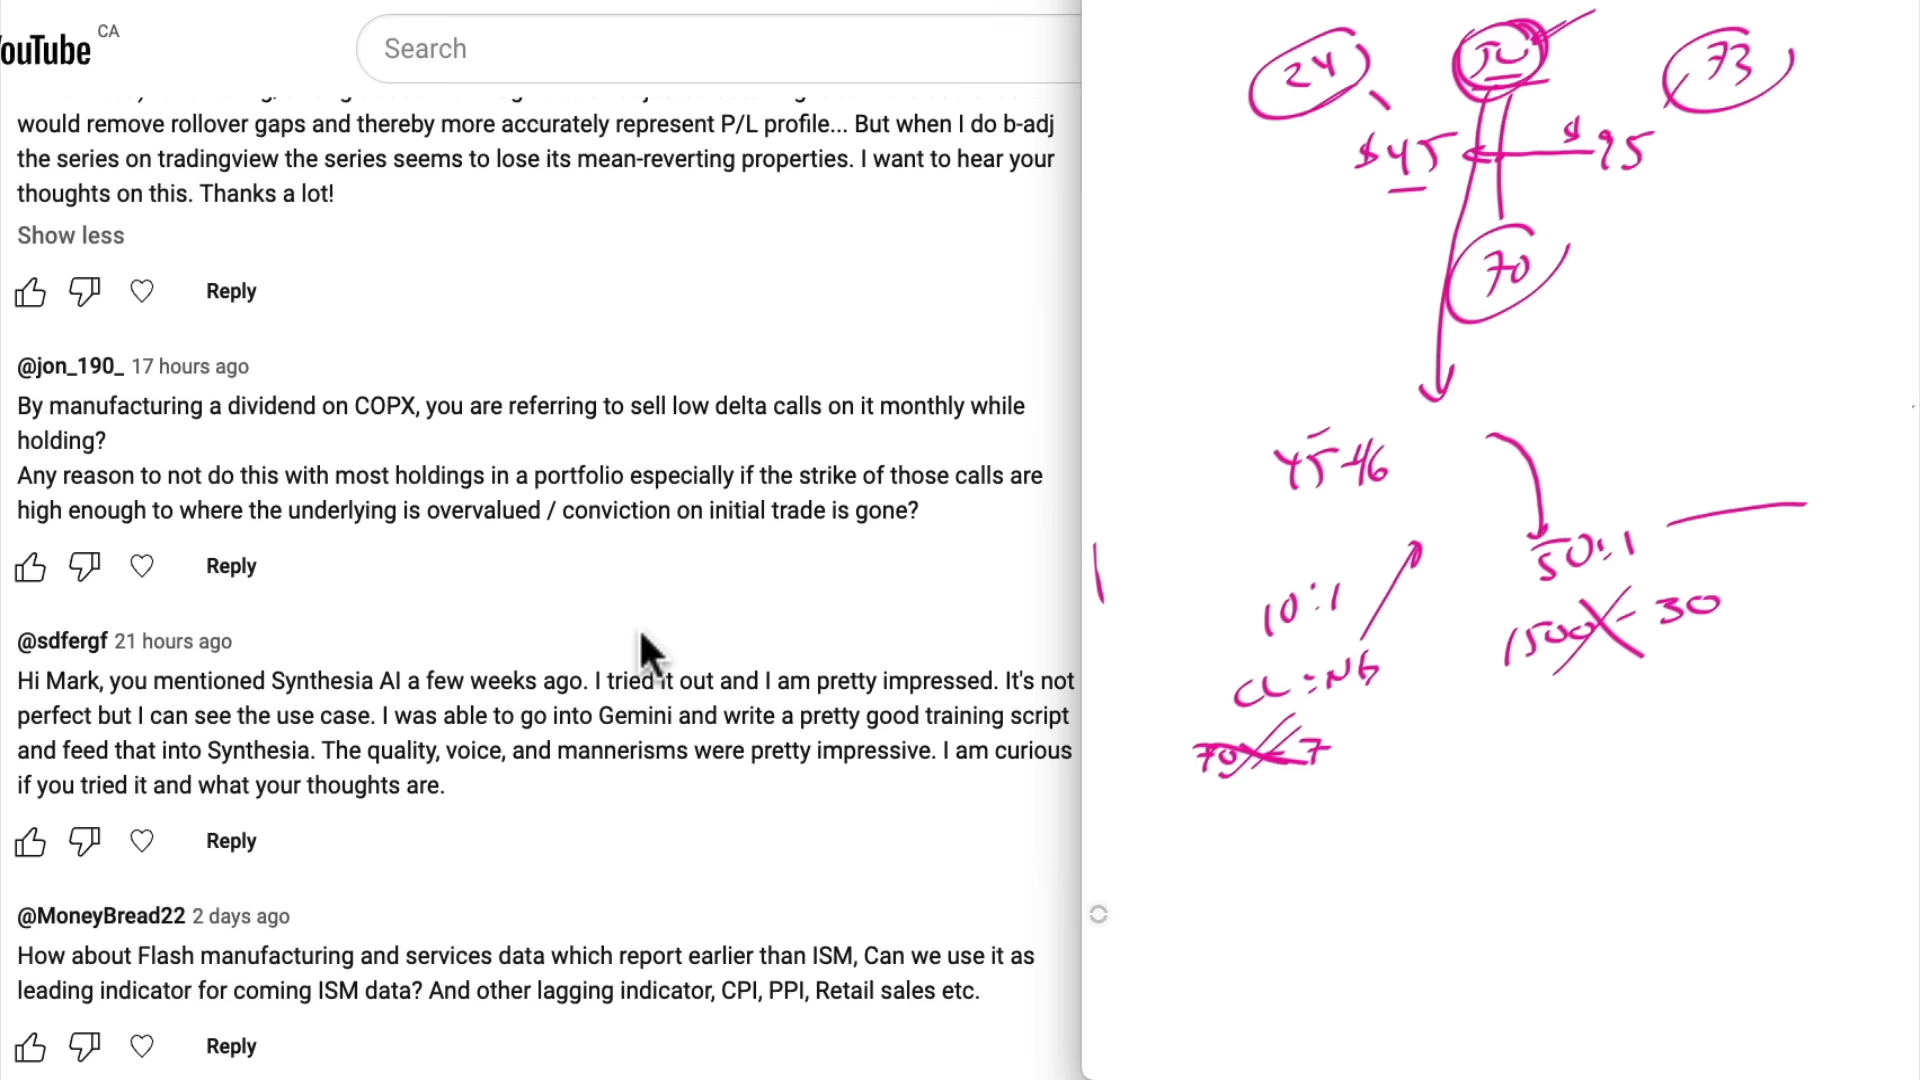 ouTube CA
Search
would remove rollover gaps and thereby more accurately represent P/L profile... But when I do b-adj
the series on tradingview the series seems to lose its mean-reverting properties. I want to hear your
thoughts on this. Thanks a lot!
Show less
Reply
@jon_190_ 17 hours ago
By manufacturing a dividend on COPX, you are referring to sell low delta calls on it monthly while
holding?
Any reason to not do this with most holdings in a portfolio especially if the strike of those calls are
high enough to where the underlying is overvalued / conviction on initial trade is gone?
Reply
@sdfergf 21 hours ago
Hi Mark, you mentioned Synthesia AI a few weeks ago. I tried it out and I am pretty impressed. It's not
perfect but I can see the use case. I was able to go into Gemini and write a pretty good training script
and feed that into Synthesia. The quality, voice, and mannerisms were pretty impressive. I am curious
if you tried it and what your thoughts are.
Reply
@MoneyBread22 2 days ago
How about Flash manufacturing and services data which report earlier than ISM, Can we use it as
leading indicator for coming ISM data? And other lagging indicator, CPI, PPI, Retail sales etc.
Reply
24 73
$45 $95
70
45-46
50:1
10:1
1500 - 30
CL:NG
70 7